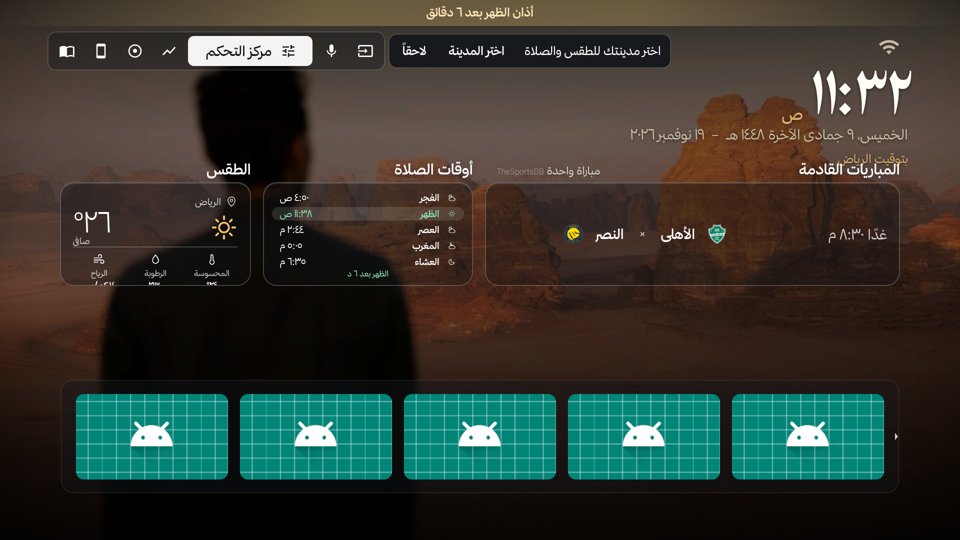 أذان الظهر بعد ٦ دقائق
اختر مدينتك للطقس والصلاة
اختر المدينة
لاحقاً
مركز التحكم
١١:٣٢ ص
الخميس، ٩ جمادى الآخرة ١٤٤٨ هـ – ١٩ نوفمبر ٢٠٢٦
بتوقيت الرياض
المباريات القادمة
مباراة واحدة TheSportsDB
غدًا ٨:٣٠ م
الأهلي × النصر
أوقات الصلاة
الفجر ٤:٥٠ ص
الظهر ١١:٣٨ ص
العصر ٢:٤٤ م
المغرب ٥:٠٥ م
العشاء ٦:٣٥ م
الظهر بعد ٦ د
الطقس
الرياض
٢٦°
صافي
المحسوسة
الرطوبة
الرياح